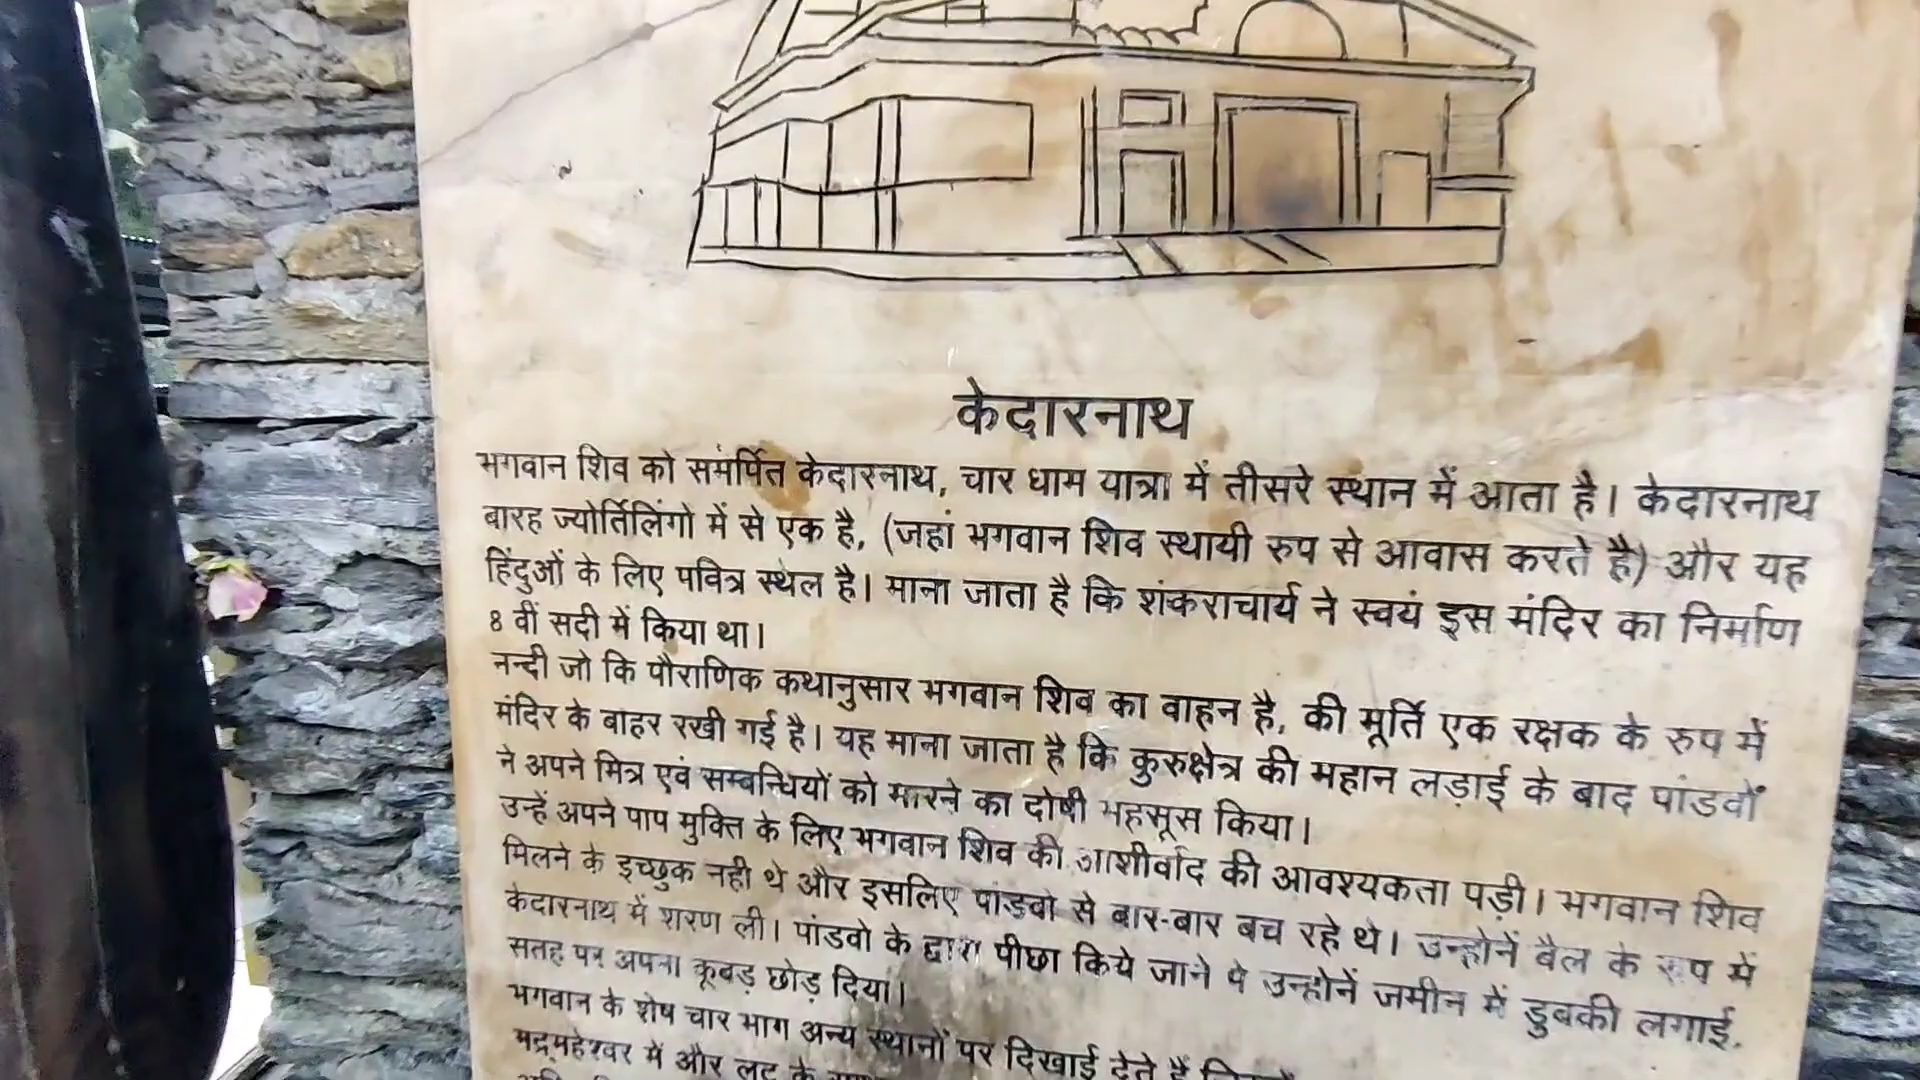 केदारनाथ
भगवान शिव को समर्पित केदारनाथ, चार धाम यात्रा में तीसरे स्थान में आता है। केदारनाथ
बारह ज्योर्तिलिंगो में से एक है, (जहां भगवान शिव स्थायी रुप से आवास करते है) और यह
हिंदुओं के लिए पवित्र स्थल है। माना जाता है कि शंकराचार्य ने स्वयं इस मंदिर का निर्माण
8 वीं सदी में किया था।
नन्दी जो कि पौराणिक कथानुसार भगवान शिव का वाहन है, की मूर्ति एक रक्षक के रुप में
मंदिर के बाहर रखी गई है। यह माना जाता है कि कुरुक्षेत्र की महान लड़ाई के बाद पांडवों
ने अपने मित्र एवं सम्बन्धियों को मारने का दोषी महसूस किया।
उन्हें अपने पाप मुक्ति के लिए भगवान शिव की आशीर्वाद की आवश्यकता पड़ी। भगवान शिव
मिलने के इच्छुक नही थे और इसलिए पांडवो से बार-बार बच रहे थे। उन्होनें बैल के रुप में
केदारनाथ में शरण ली। पांडवो के द्वारा पीछा किये जाने पे उन्होनें जमीन में डुबकी लगाई,
सतह पर अपना कूबड़ छोड़ दिया।
भगवान के शेष चार भाग अन्य स्थानों पर दिखाई देते हैं
मद्रमहेश्वर में और लट के